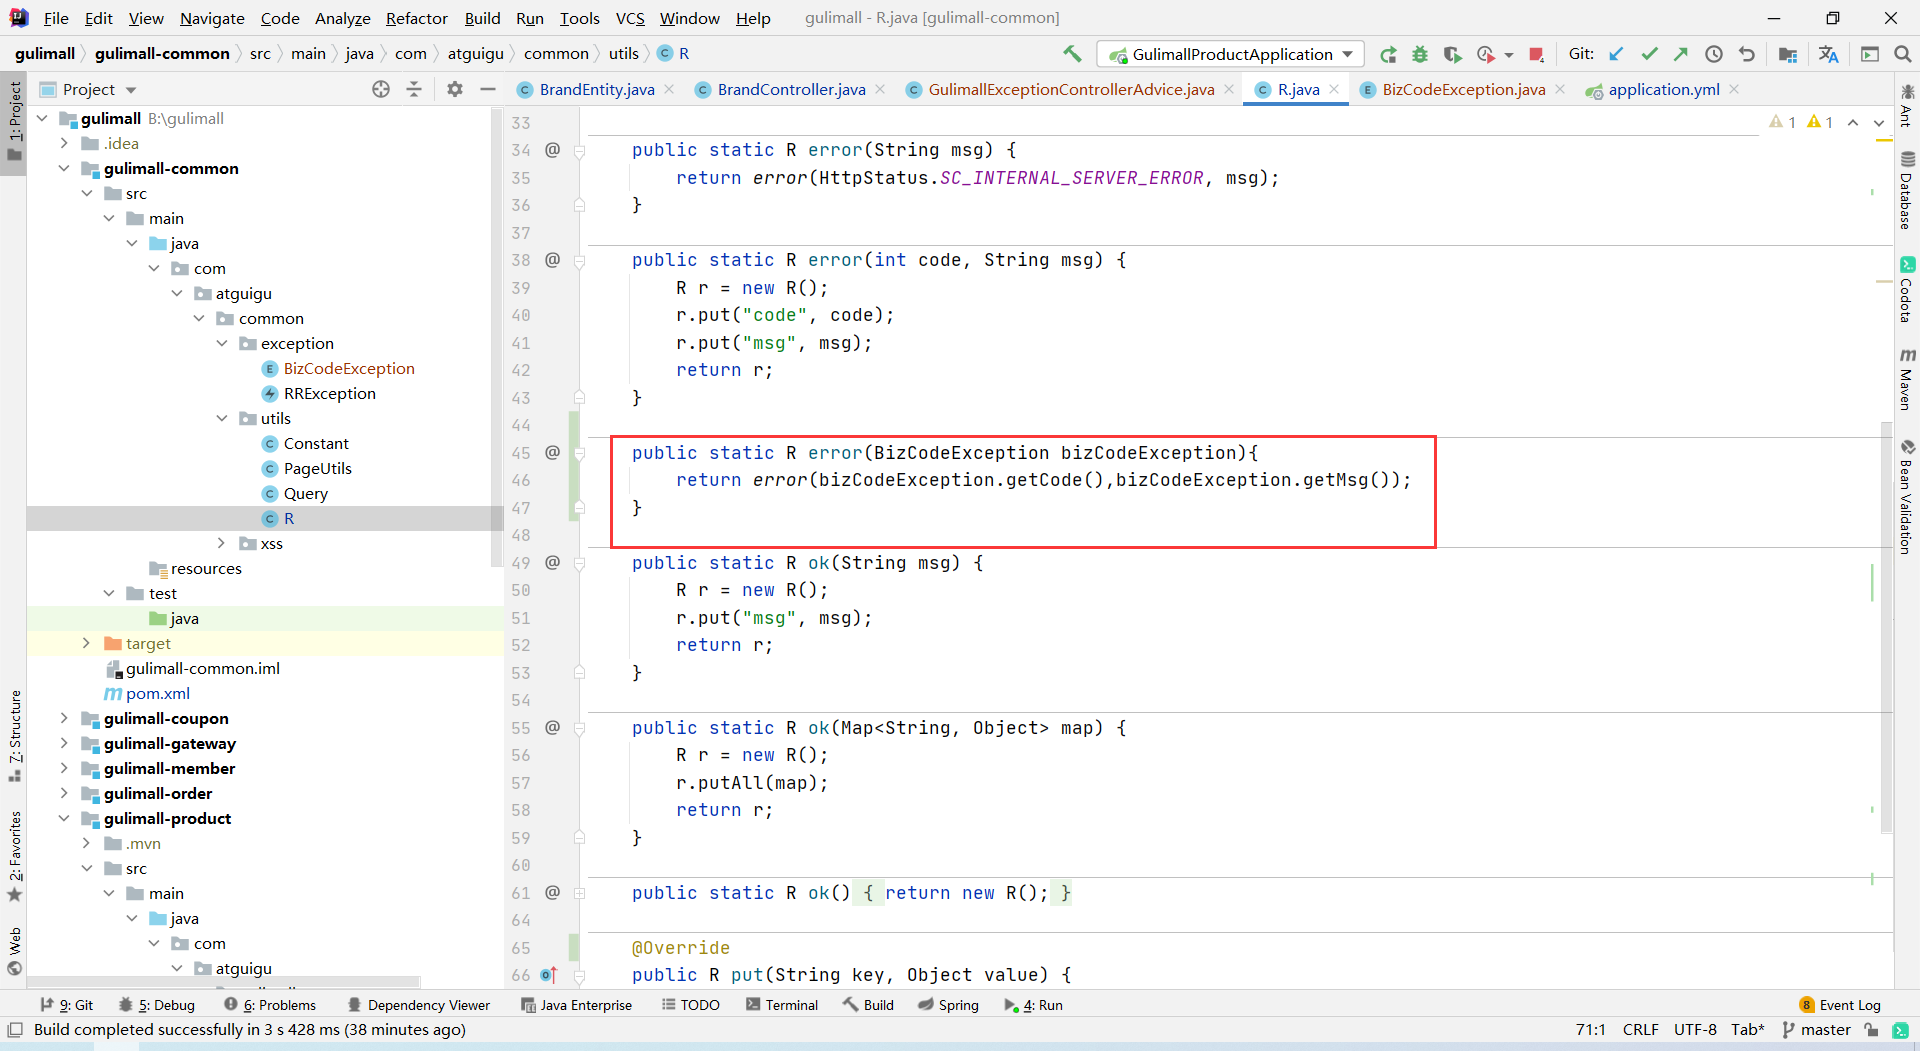 File Edit View Navigate Code Analyze Refactor Build Run Tools VCS Window Help gulimall - R.java [gulimall-common]
gulimall gulimall-common src main java com atguigu common utils C R GulimallProductApplication Git:
Project
BrandEntity.java BrandController.java GulimallExceptionControllerAdvice.java R.java BizCodeException.java application.yml
1: Project
7: Structure
2: Favorites
Web
gulimall B:\gulimall
.idea
gulimall-common
src
main
java
com
atguigu
common
exception
BizCodeException
RRException
utils
Constant
PageUtils
Query
R
xss
resources
test
java
target
gulimall-common.iml
pom.xml
gulimall-coupon
gulimall-gateway
gulimall-member
gulimall-order
gulimall-product
.mvn
src
main
java
com
atguigu
1 1
33
34 @ public static R error(String msg) {
35 return error(HttpStatus.SC_INTERNAL_SERVER_ERROR, msg);
36 }
37
38 @ public static R error(int code, String msg) {
39 R r = new R();
40 r.put("code", code);
41 r.put("msg", msg);
42 return r;
43 }
44
45 @ public static R error(BizCodeException bizCodeException){
46 return error(bizCodeException.getCode(),bizCodeException.getMsg());
47 }
48
49 @ public static R ok(String msg) {
50 R r = new R();
51 r.put("msg", msg);
52 return r;
53 }
54
55 @ public static R ok(Map<String, Object> map) {
56 R r = new R();
57 r.putAll(map);
58 return r;
59 }
60
61 @ public static R ok() { return new R(); }
64
65 @Override
66 public R put(String key, Object value) {
Ant
Database
Codota
Maven
Bean Validation
9: Git 5: Debug 6: Problems Dependency Viewer Java Enterprise TODO Terminal Build Spring 4: Run 8 Event Log
Build completed successfully in 3 s 428 ms (38 minutes ago) 71:1 CRLF UTF-8 Tab* master